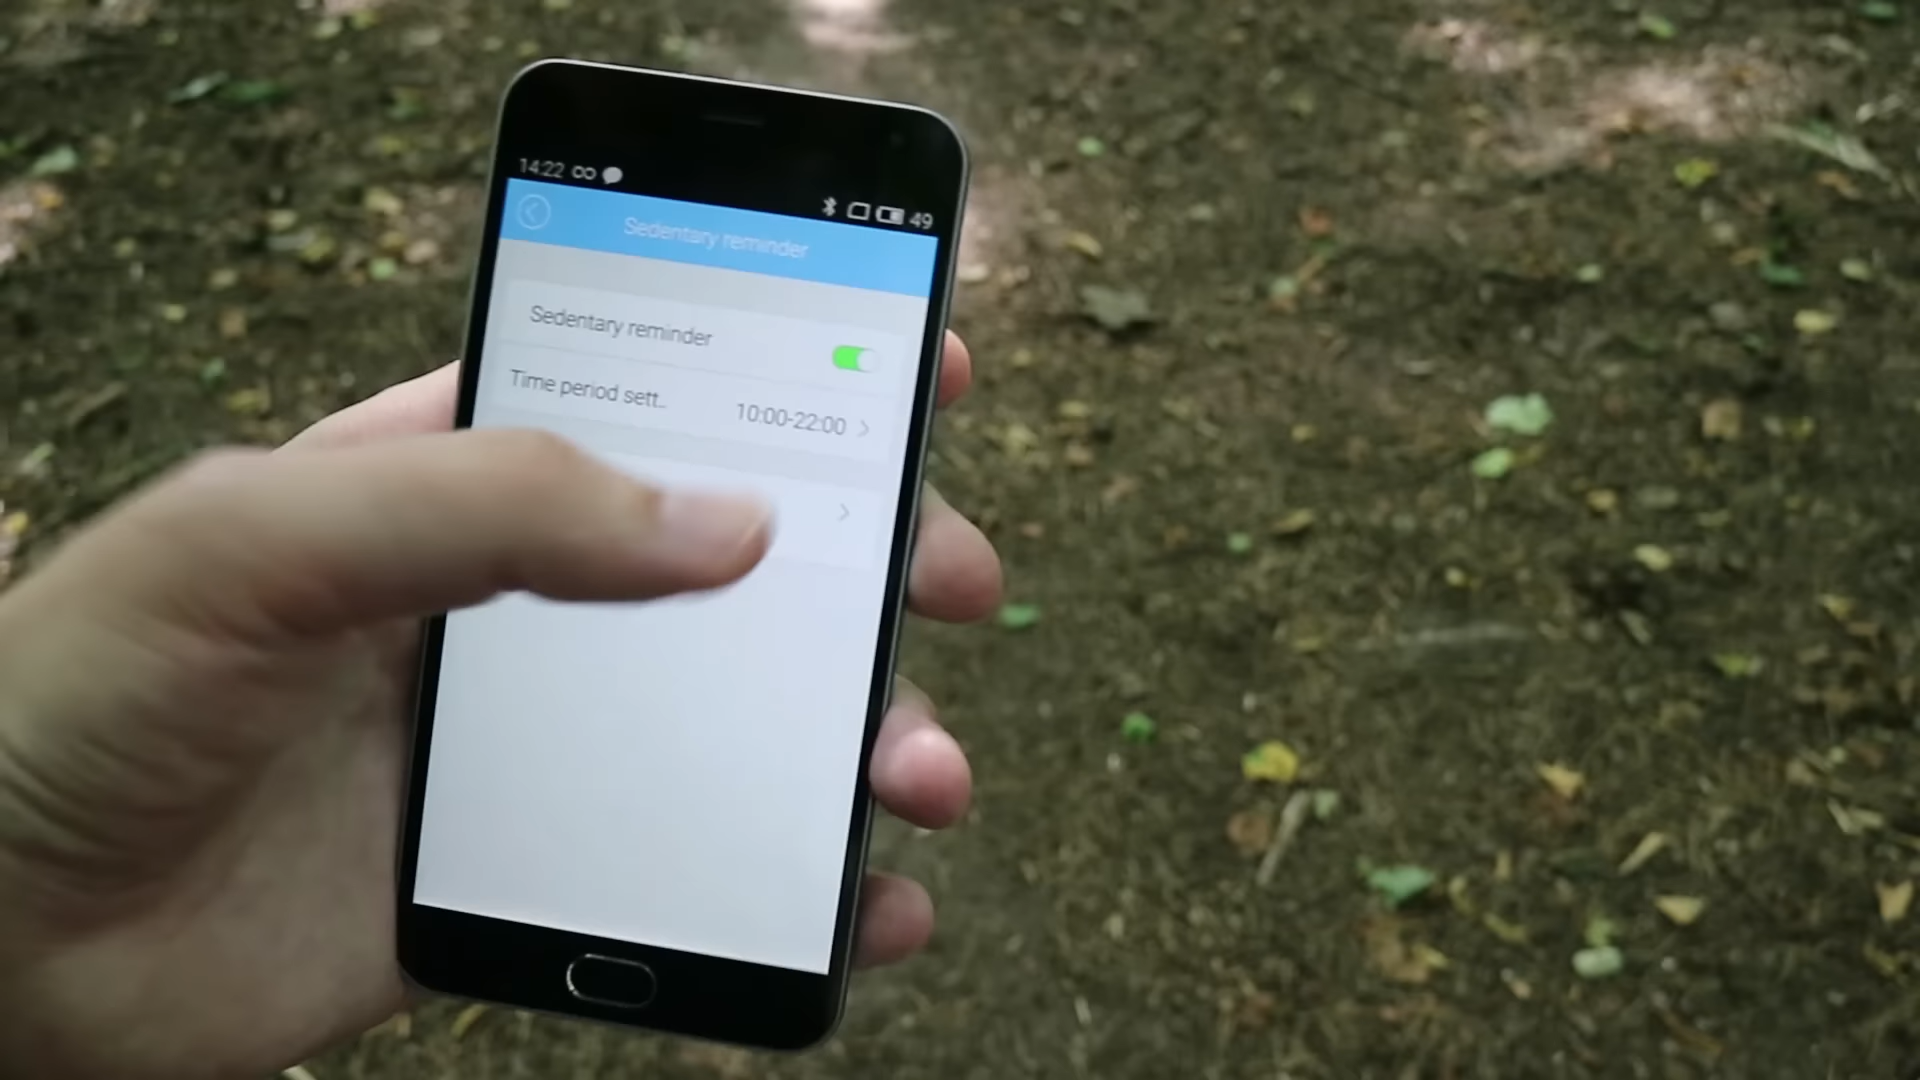 14:22
49
Sedentary reminder
Sedentary reminder
Time period sett..
10:00-22:00